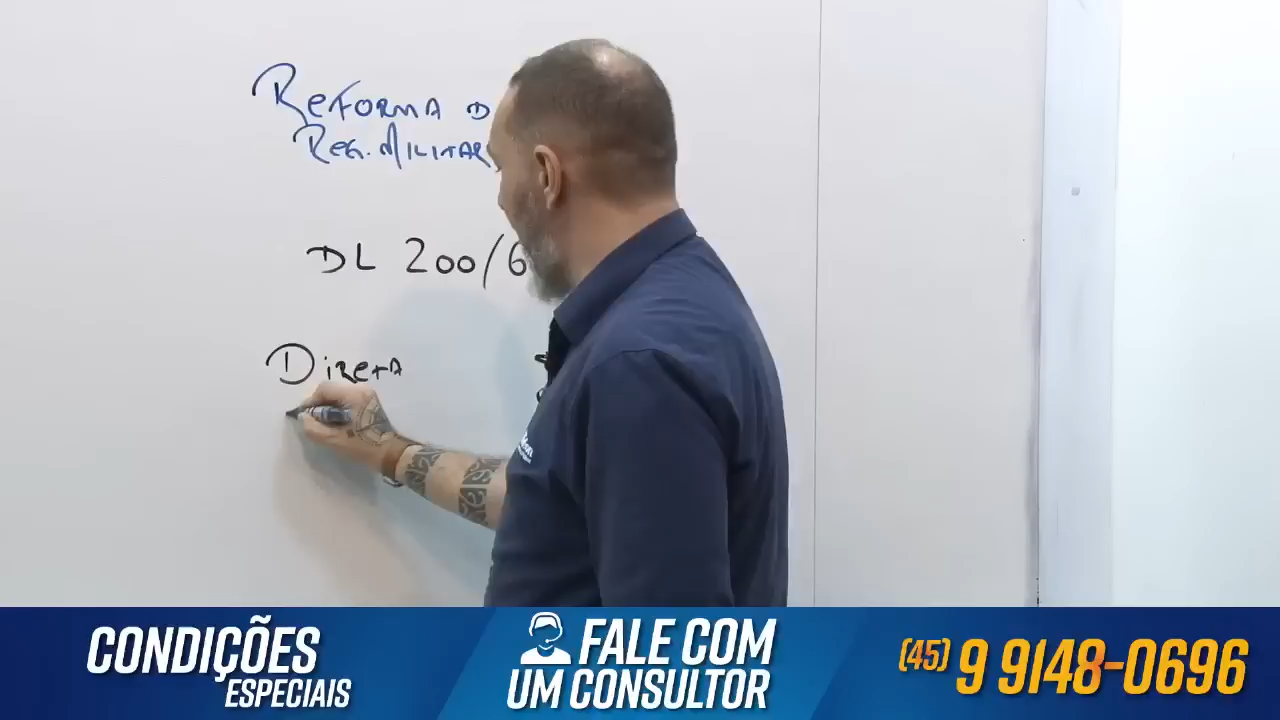 Reforma D
Reg. Militar
DL 200/6
Direta
CONDIÇÕES
ESPECIAIS
FALE COM
UM CONSULTOR
(45) 9 9148-0696